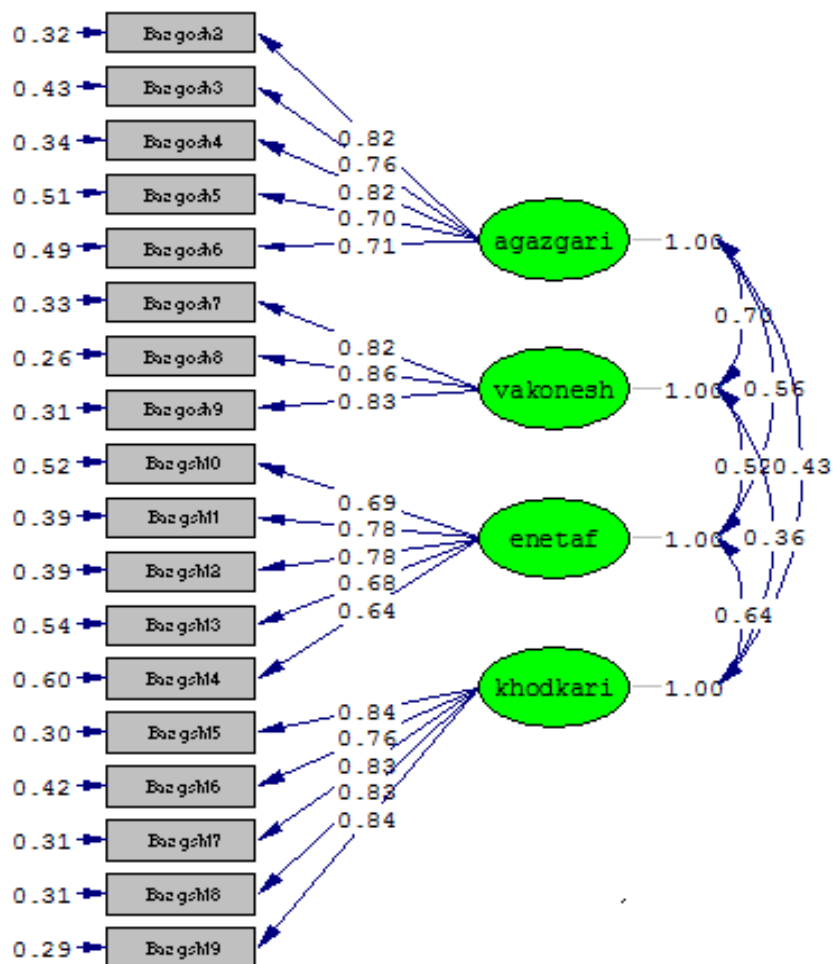 0.32 Bazgosh2
0.43 Bazgosh3
0.34 Bazgosh4
0.51 Bazgosh5
0.49 Bazgosh6
0.33 Bazgosh7
0.26 Bazgosh8
0.31 Bazgosh9
0.52 Bazgsh10
0.39 Bazgsh11
0.39 Bazgsh12
0.54 Bazgsh13
0.60 Bazgsh14
0.30 Bazgsh15
0.42 Bazgsh16
0.31 Bazgsh17
0.31 Bazgsh18
0.29 Bazgsh19
0.82
0.76
0.82
0.70
0.71
0.82
0.86
0.83
0.69
0.78
0.78
0.68
0.64
0.84
0.76
0.83
0.83
0.84
agazgari 1.00
vakonesh 1.00
enetaf 1.00
khodkari 1.00
0.70
0.56
0.52 0.43
0.36
0.64